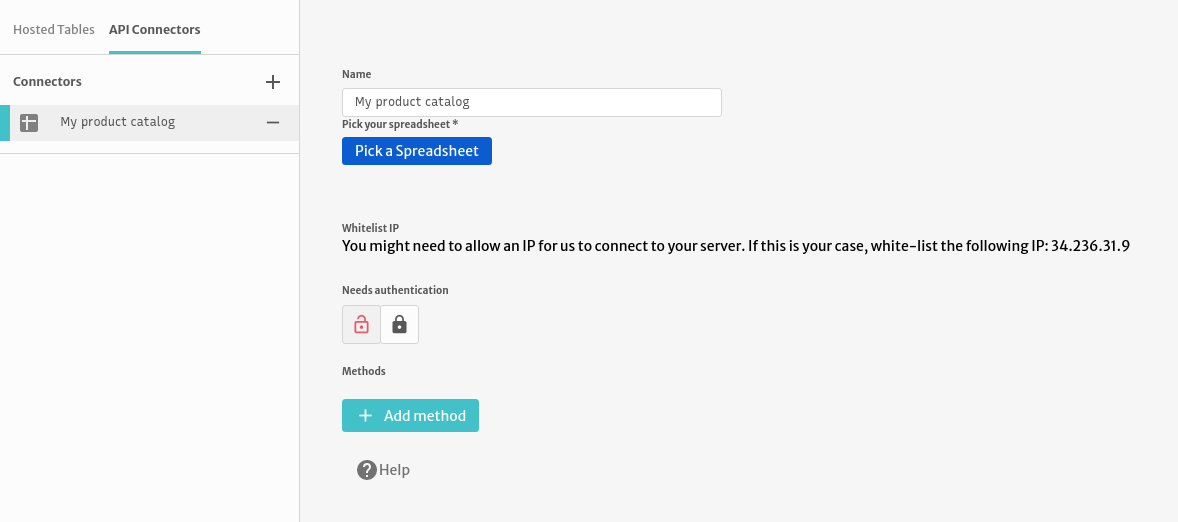 Hosted Tables API Connectors
Connectors
My product catalog
Name
My product catalog
Pick your spreadsheet *
Pick a Spreadsheet
Whitelist IP
You might need to allow an IP for us to connect to your server. If this is your case, white-list the following IP: 34.236.31.9
Needs authentication
Methods
Add method
Help